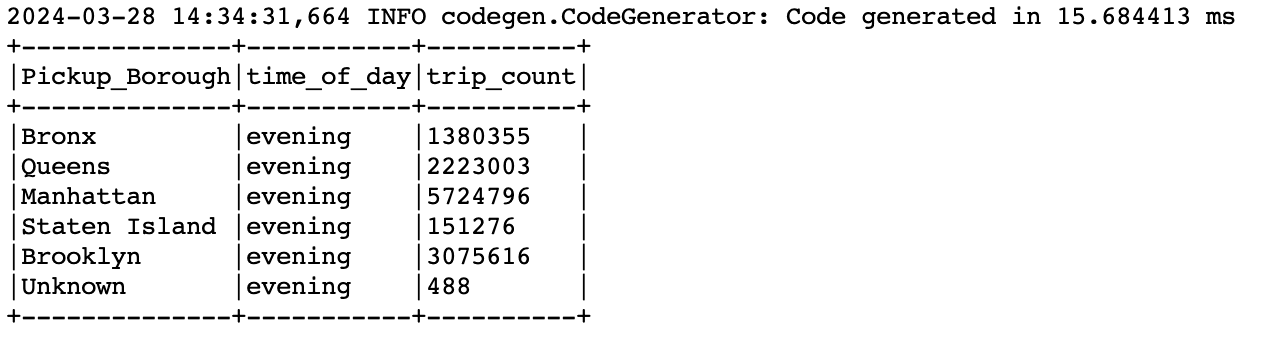 2024-03-28 14:34:31,664 INFO codegen.CodeGenerator: Code generated in 15.684413 ms
+--------------+-----------+----------+
|Pickup_Borough|time_of_day|trip_count|
+--------------+-----------+----------+
|Bronx         |evening    |1380355   |
|Queens        |evening    |2223003   |
|Manhattan     |evening    |5724796   |
|Staten Island |evening    |151276    |
|Brooklyn      |evening    |3075616   |
|Unknown       |evening    |488       |
+--------------+-----------+----------+